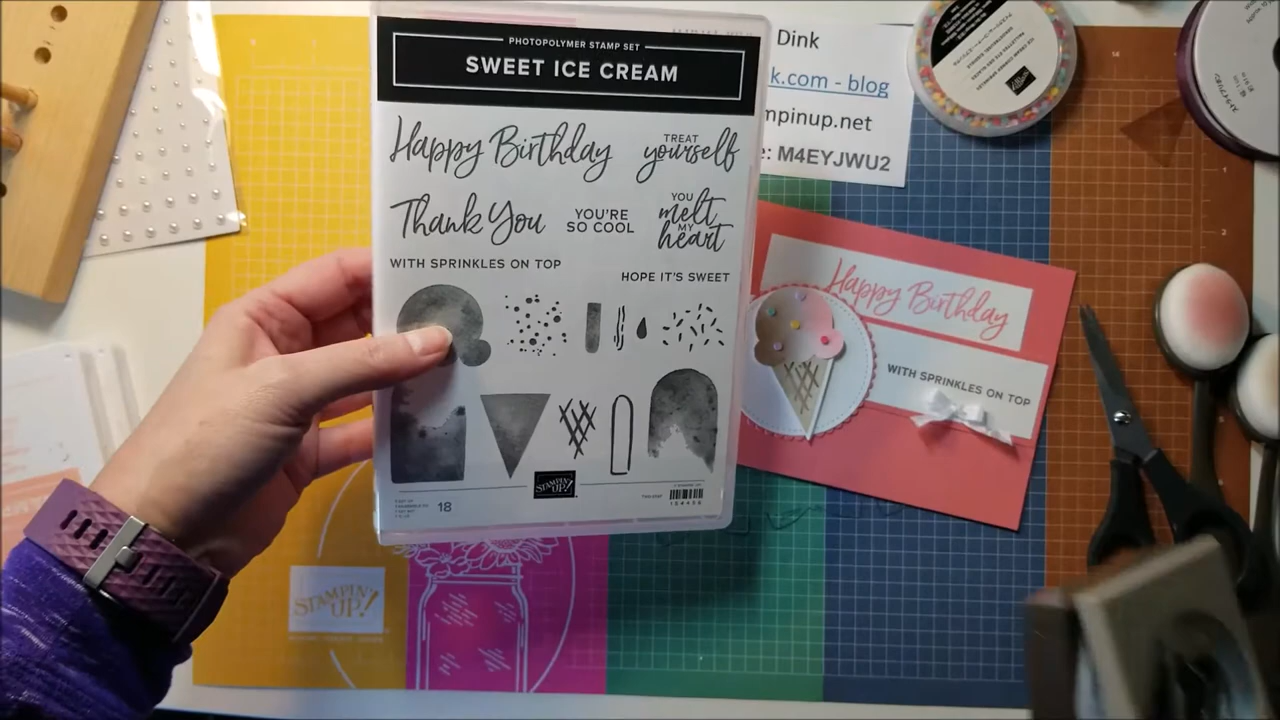 PHOTOPOLYMER STAMP SET
SWEET ICE CREAM
Happy Birthday
TREAT
yourself
Thank You
YOU'RE
SO COOL
YOU
melt
MY
heart
WITH SPRINKLES ON TOP
HOPE IT'S SWEET
STAMPIN' UP!
18
Dink
k.com - blog
mpinup.net
e: M4EYJWU2
Happy Birthday
WITH SPRINKLES ON TOP
STAMPIN' UP!